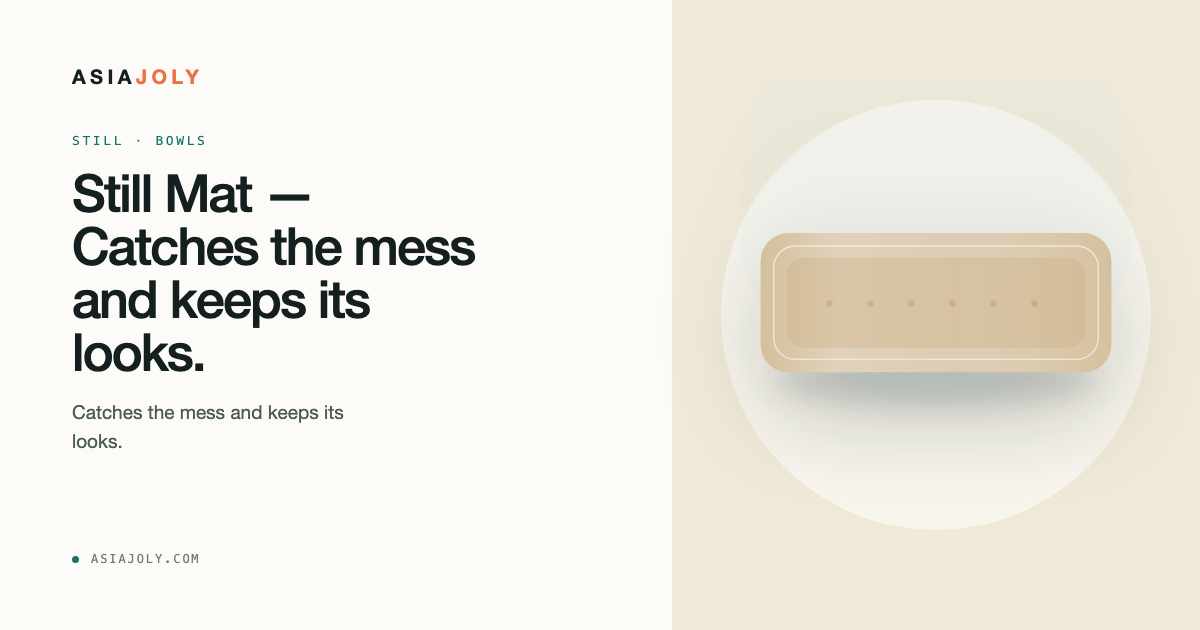 ASIAJOLY
STILL · BOWLS
Still Mat —
Catches the mess
and keeps its
looks.
Catches the mess and keeps its
looks.
ASIAJOLY.COM